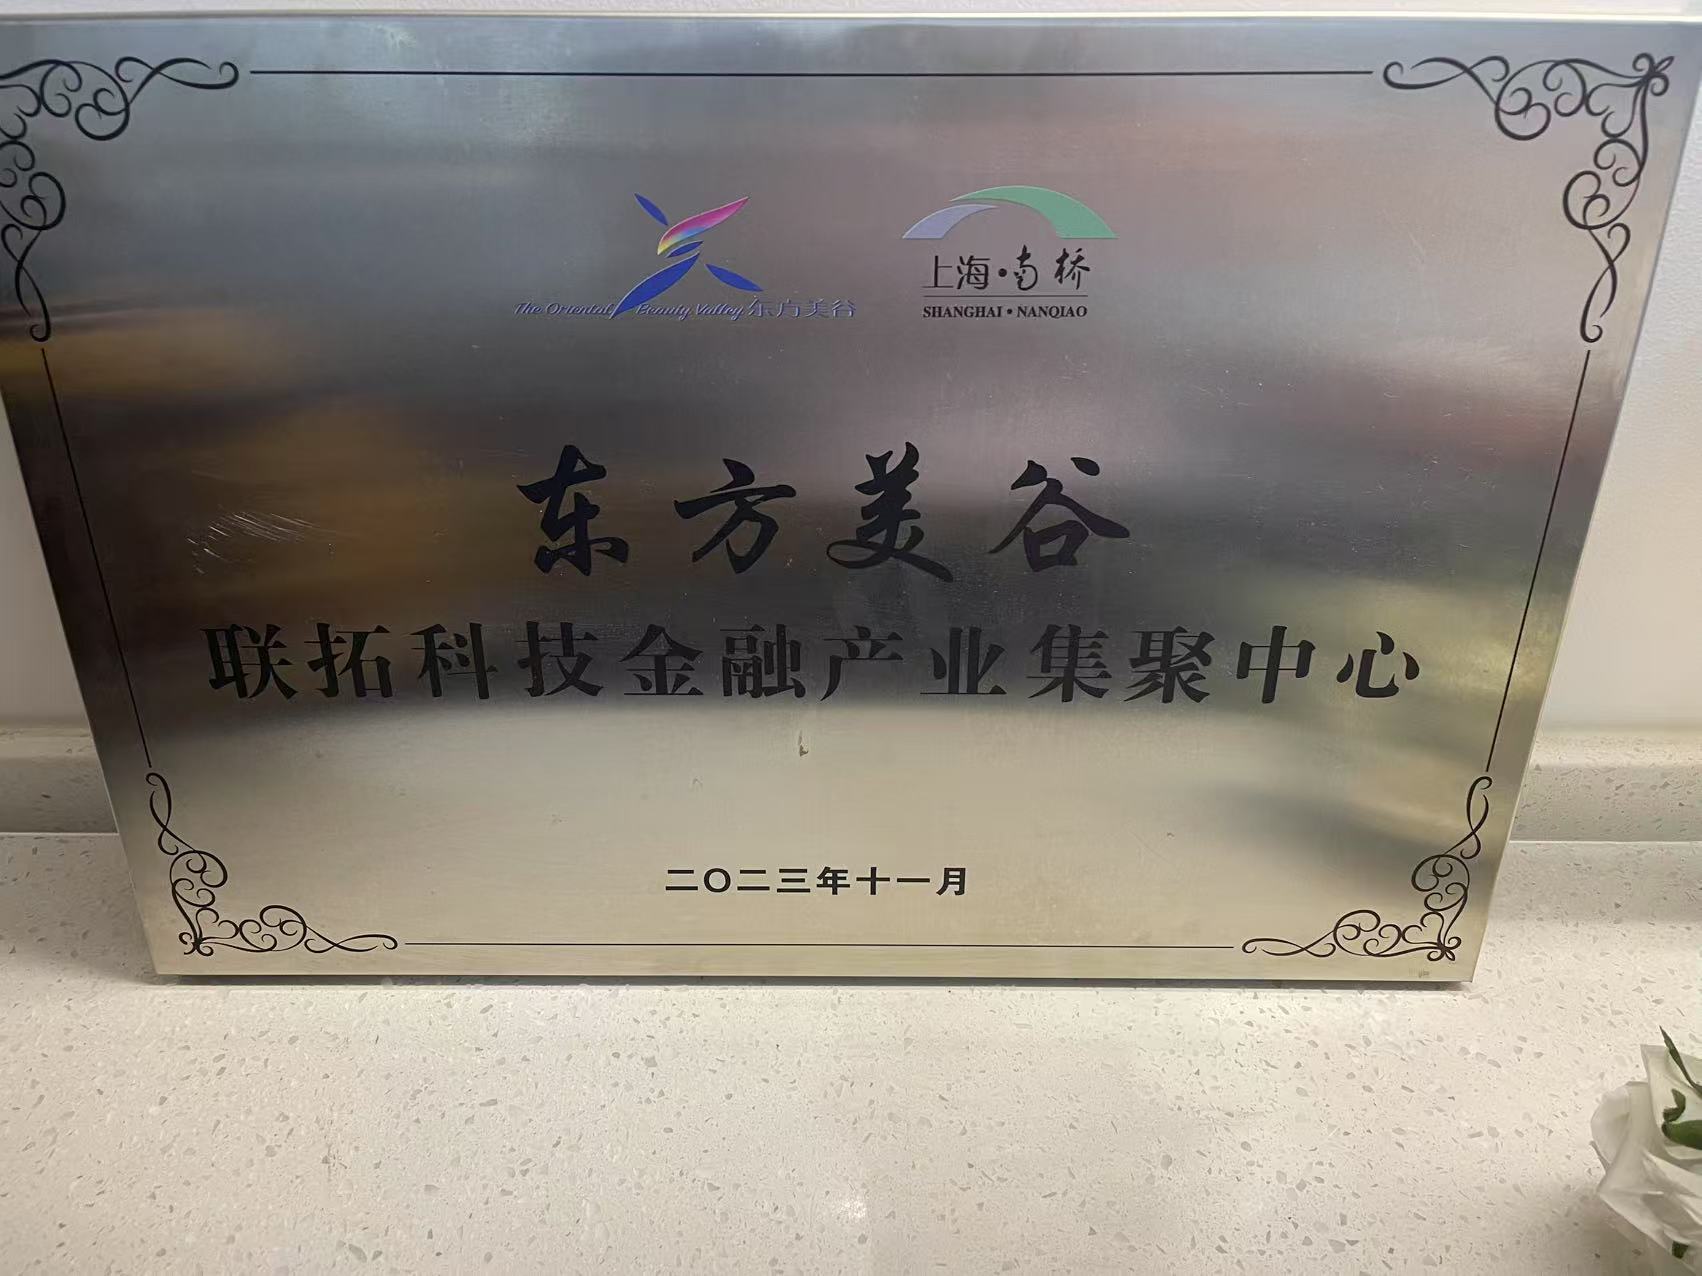 The Oriental Beauty Valley 东方美谷
上海·南桥
SHANGHAI·NANQIAO
东方美谷
联拓科技金融产业集聚中心
二〇二三年十一月